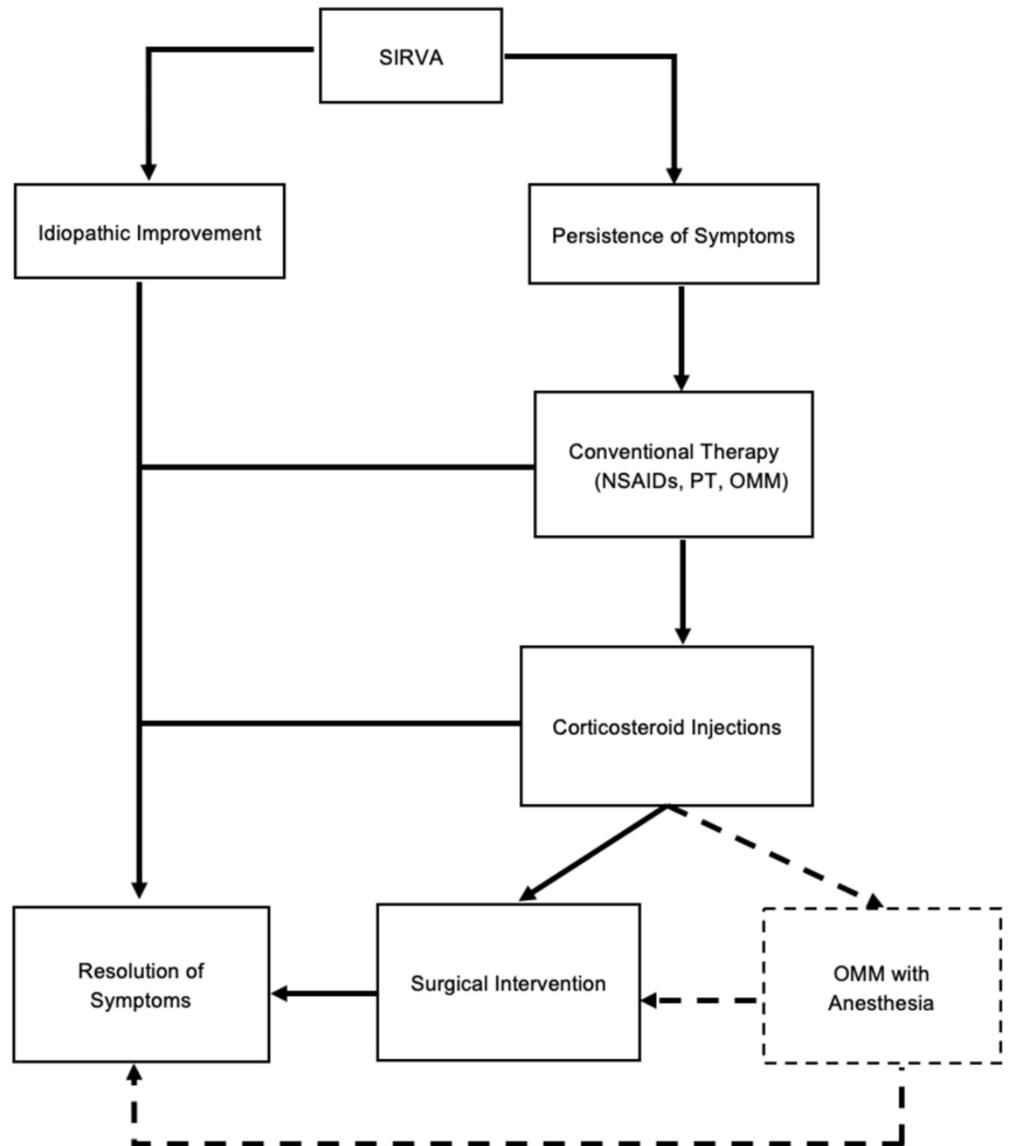 SIRVA
Idiopathic Improvement
Persistence of Symptoms
Conventional Therapy
(NSAIDs, PT, OMM)
Corticosteroid Injections
Resolution of
Symptoms
Surgical Intervention
OMM with
Anesthesia